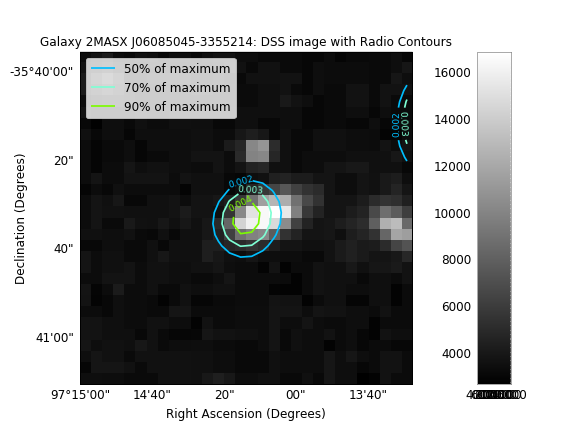 Galaxy 2MASX J06085045-3355214: DSS image with Radio Contours
50% of maximum
70% of maximum
90% of maximum
-35°40'00"
20"
40"
41'00"
Declination (Degrees)
97°15'00" 14'40" 20" 00" 13'40"
Right Ascension (Degrees)
0.002
0.003
0.004
0.002
0.003
16000
14000
12000
10000
8000
6000
4000